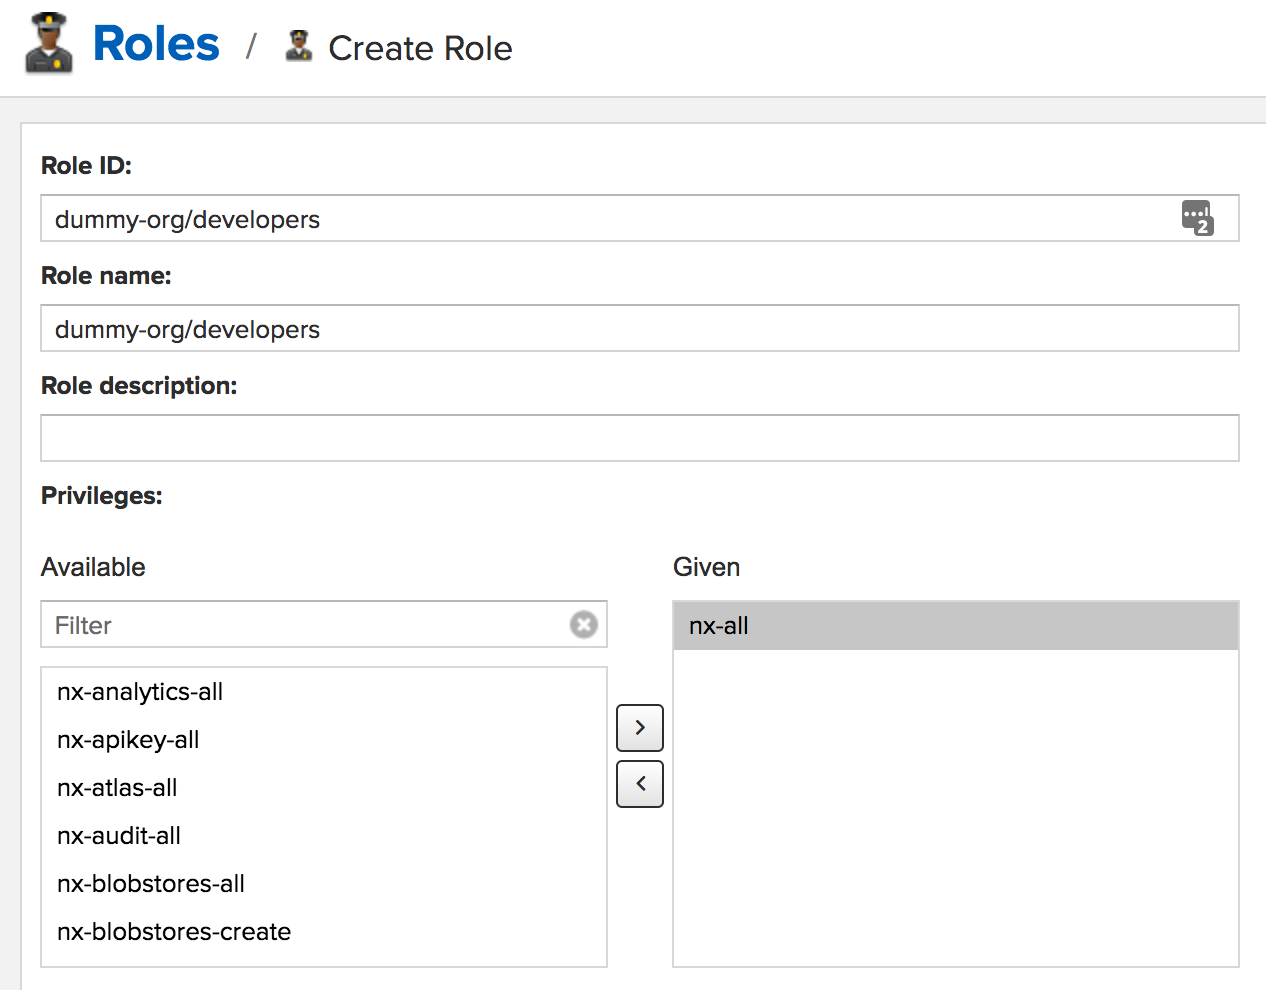 Roles / Create Role
Role ID:
dummy-org/developers
2
Role name:
dummy-org/developers
Role description:
Privileges:
Available
Given
Filter
nx-all
nx-analytics-all
nx-apikey-all
nx-atlas-all
nx-audit-all
nx-blobstores-all
nx-blobstores-create